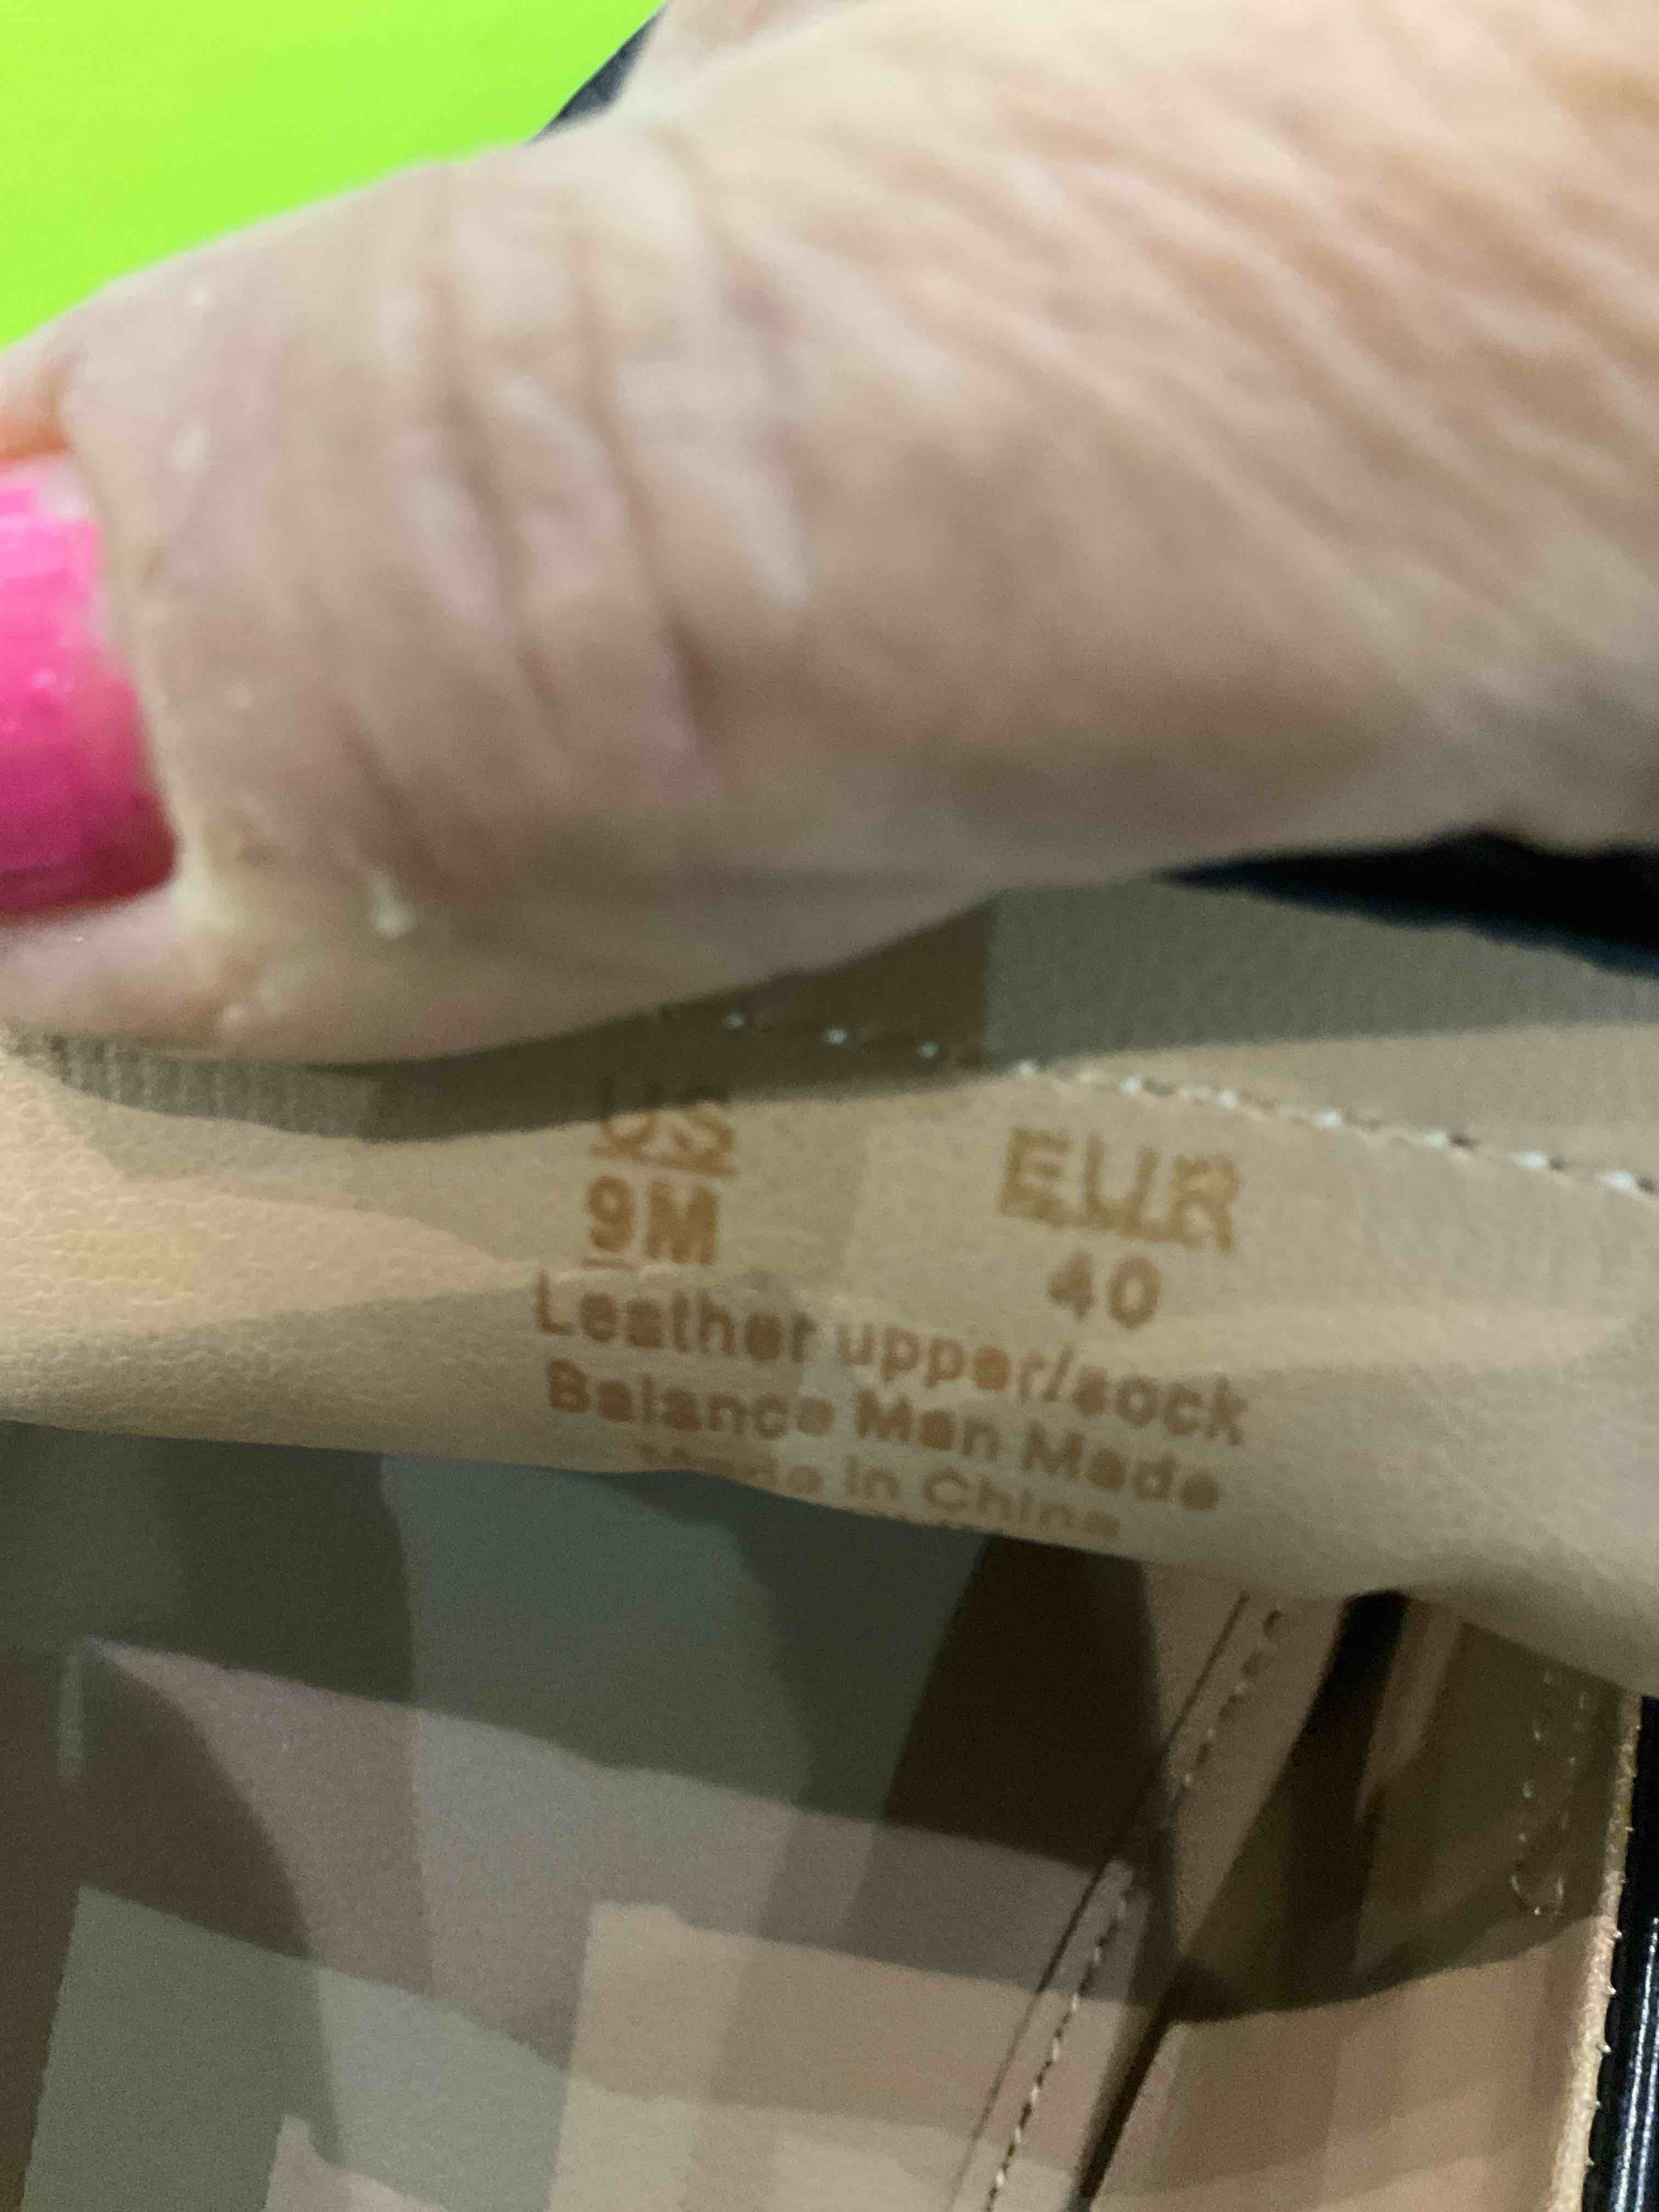 US EUR
9M 40
Leather upper/sock
Balance Man Made
Made in China